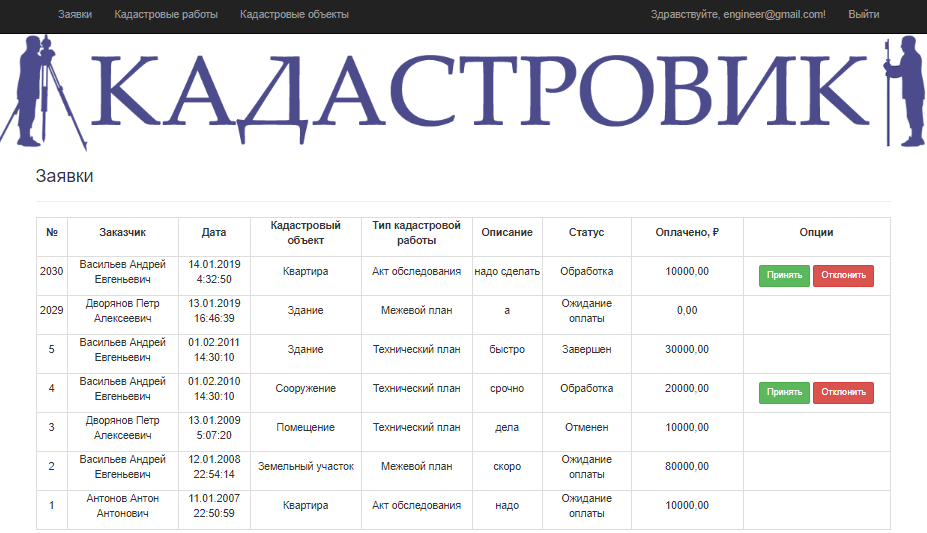 Заявки Кадастровые работы Кадастровые объекты Здравствуйте, engineer@gmail.com! Выйти
КАДАСТРОВИК
Заявки
№ Заказчик Дата Кадастровый объект Тип кадастровой работы Описание Статус Оплачено, ₽ Опции
2030 Васильев Андрей Евгеньевич 14.01.2019 4:32:50 Квартира Акт обследования надо сделать Обработка 10000,00 Принять Отклонить
2029 Дворянов Петр Алексеевич 13.01.2019 16:46:39 Здание Межевой план а Ожидание оплаты 0,00
5 Васильев Андрей Евгеньевич 01.02.2011 14:30:10 Здание Технический план быстро Завершен 30000,00
4 Васильев Андрей Евгеньевич 01.02.2010 14:30:10 Сооружение Технический план срочно Обработка 20000,00 Принять Отклонить
3 Дворянов Петр Алексеевич 13.01.2009 5:07:20 Помещение Технический план дела Отменен 10000,00
2 Васильев Андрей Евгеньевич 12.01.2008 22:54:14 Земельный участок Межевой план скоро Ожидание оплаты 80000,00
1 Антонов Антон Антонович 11.01.2007 22:50:59 Квартира Акт обследования надо Ожидание оплаты 10000,00